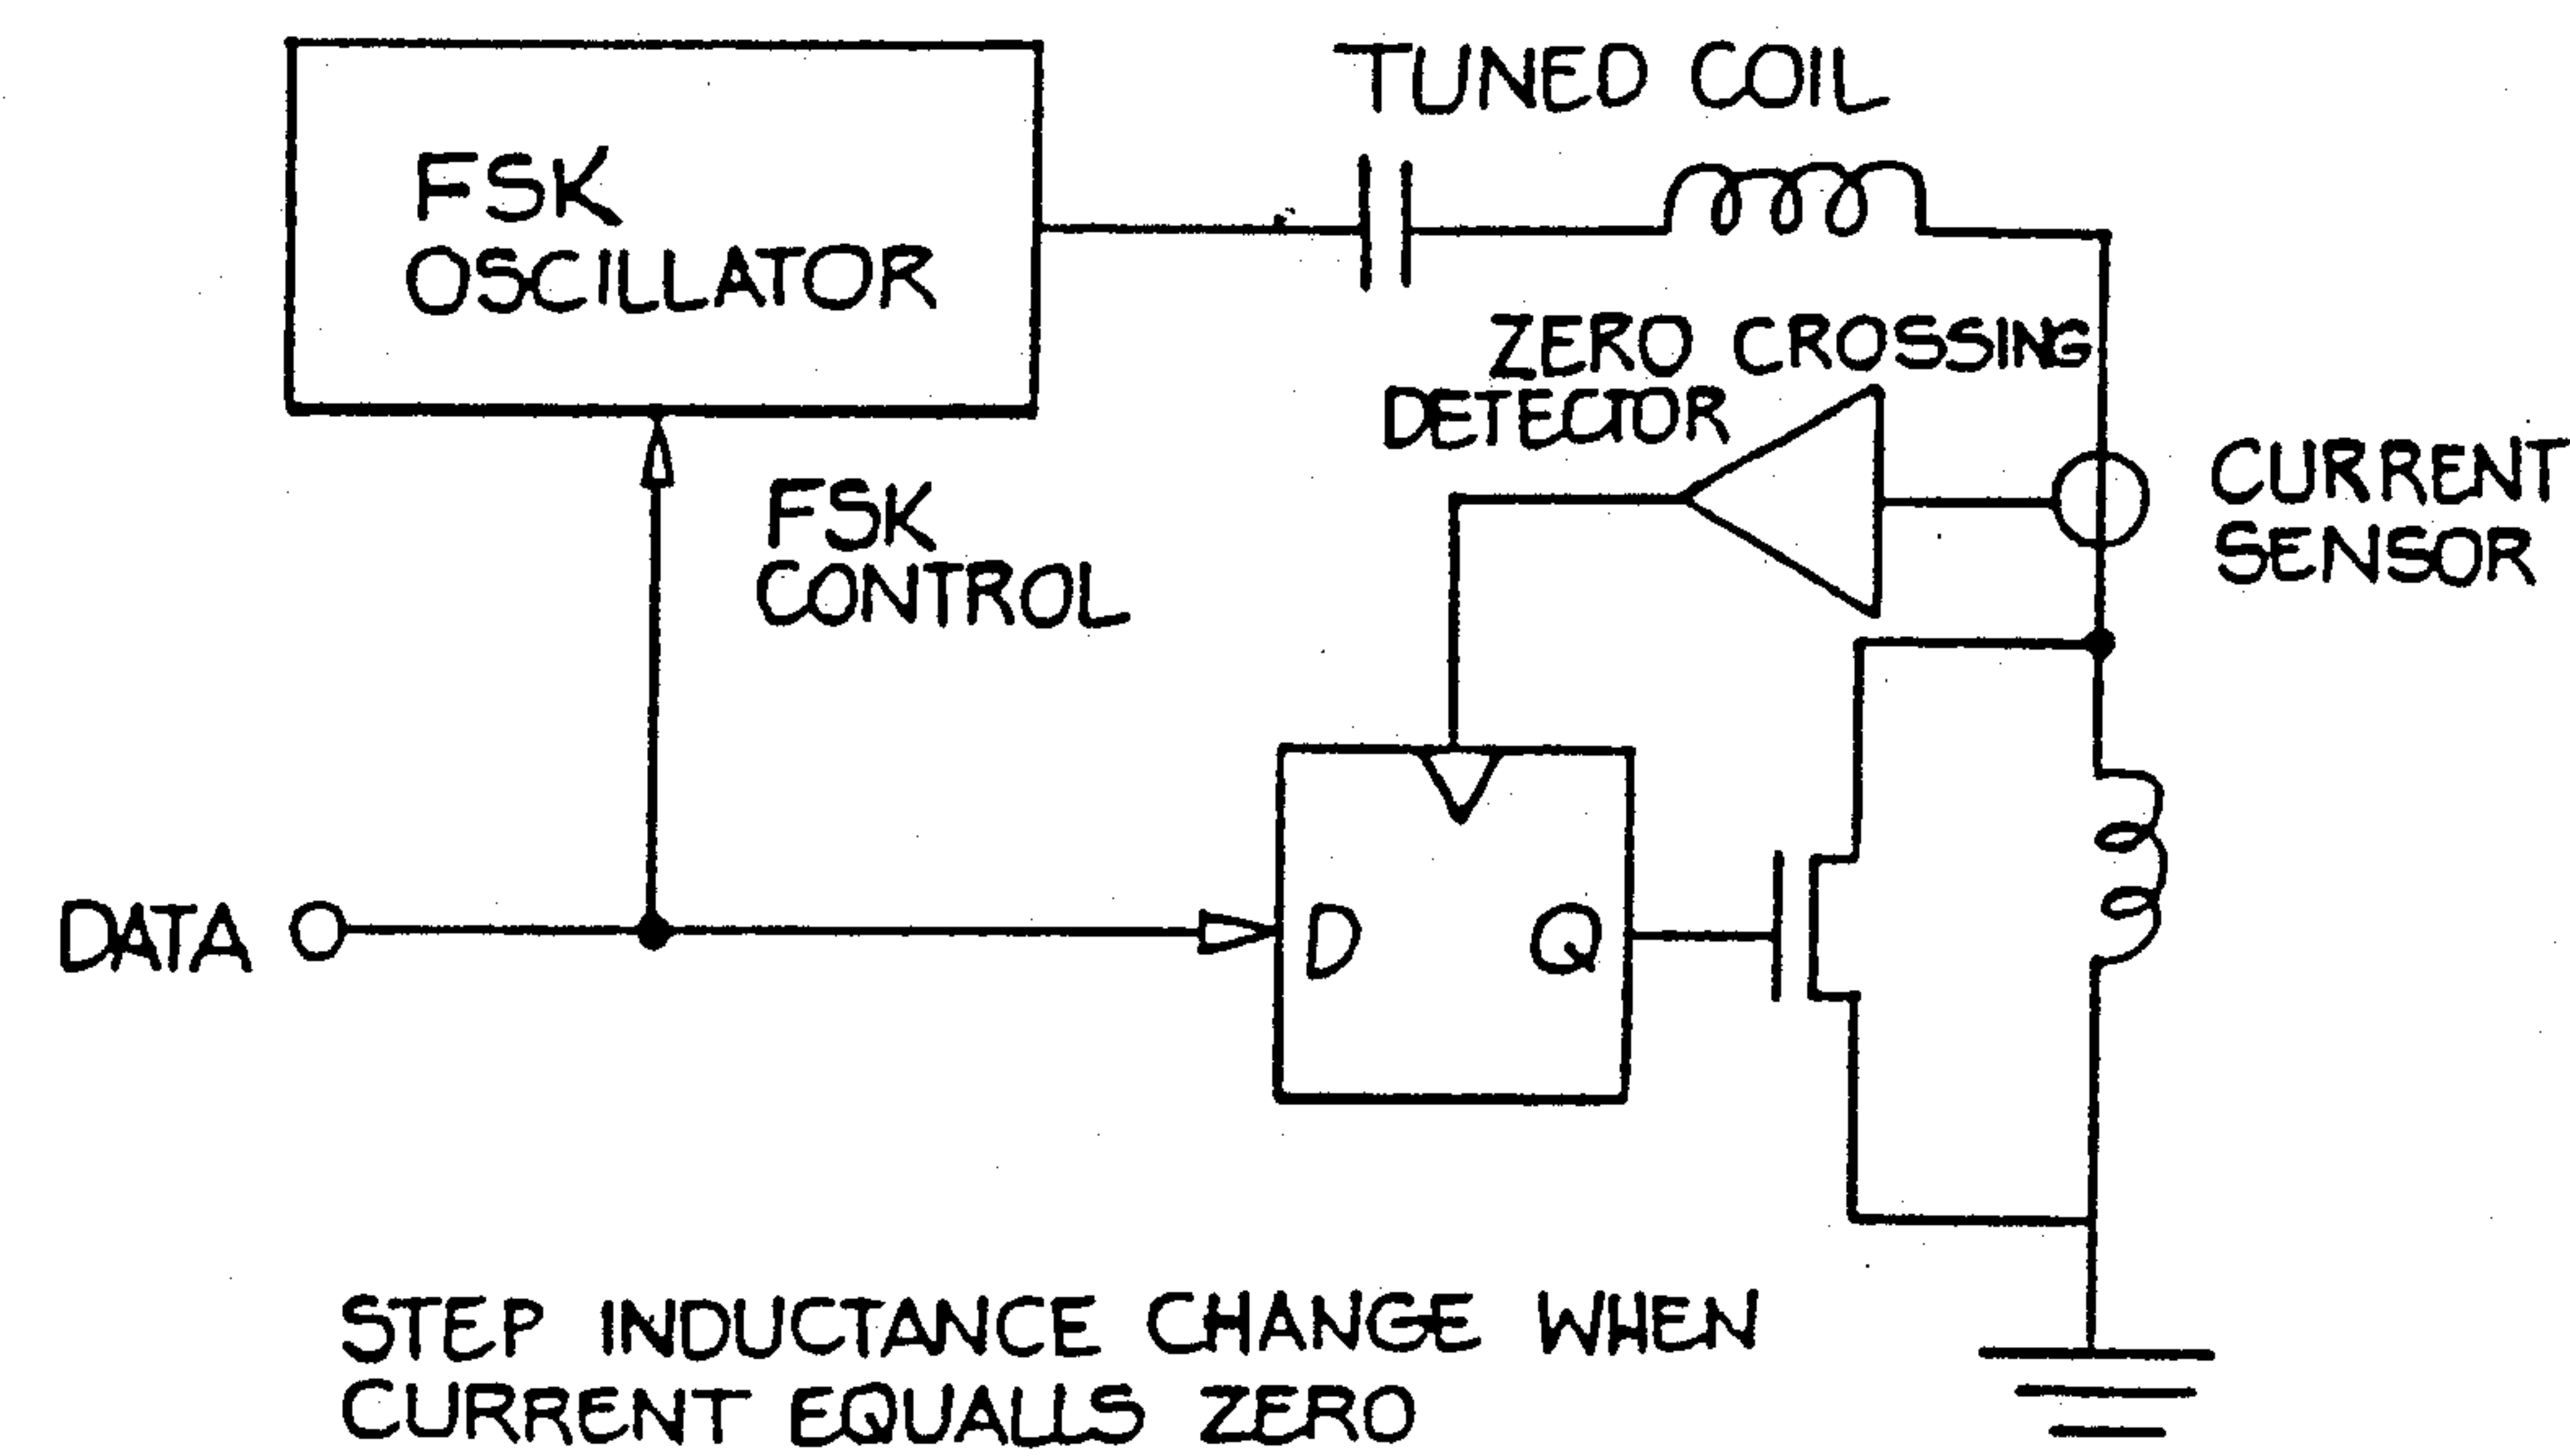 FSK
OSCILLATOR
TUNED COIL
ZERO CROSSING
DETECTOR
CURRENT
SENSOR
FSK
CONTROL
DATA
D
Q
STEP INDUCTANCE CHANGE WHEN
CURRENT EQUALLS ZERO